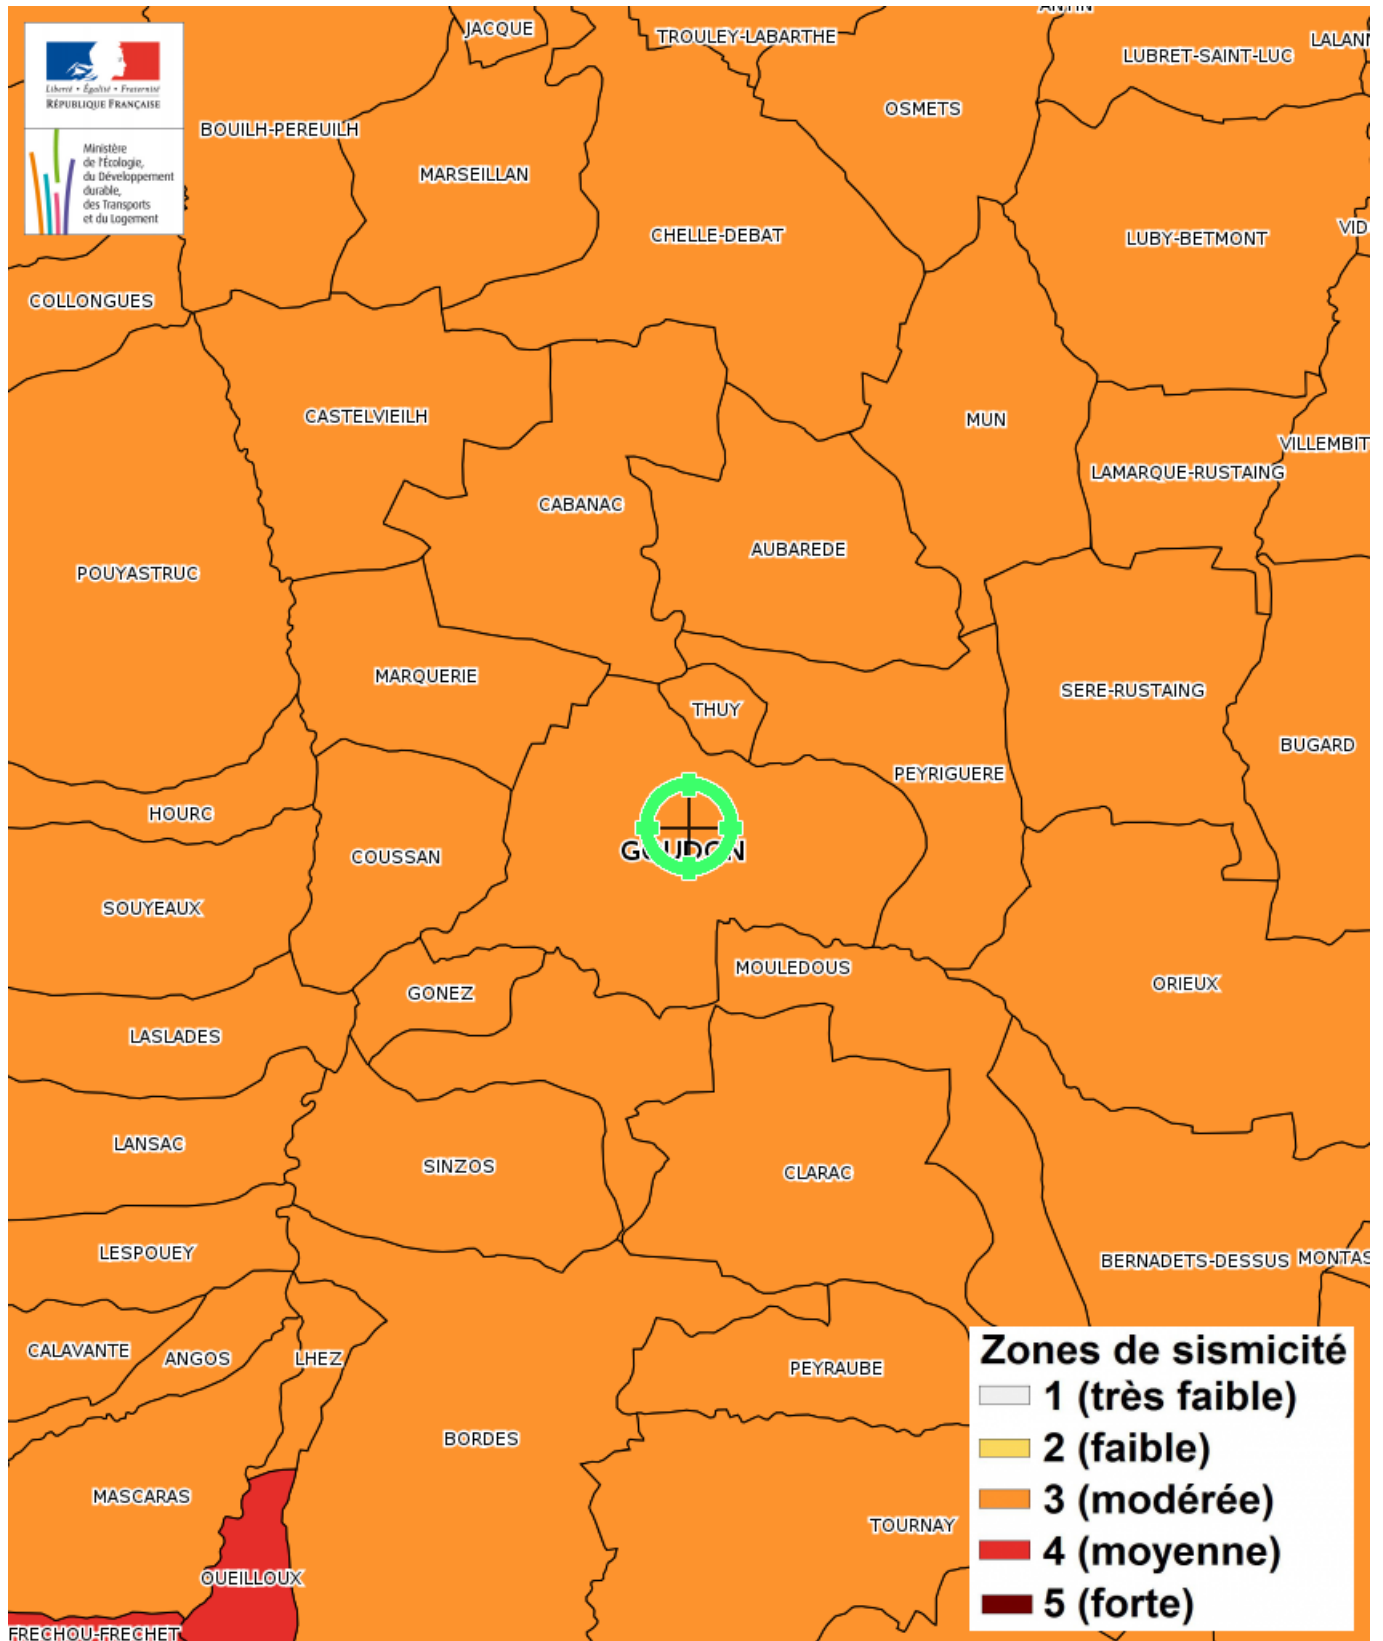 JACQUE
TROULEY-LABARTHE
ANTIN
LUBRET-SAINT-LUC
LALANN
Liberté • Égalité • Fraternité
RÉPUBLIQUE FRANÇAISE
OSMETS
BOUILH-PEREUILH
Ministère
de l'Écologie,
du Développement
durable,
des Transports
et du Logement
MARSEILLAN
CHELLE-DEBAT
LUBY-BETMONT
VID
COLLONGUES
CASTELVIEILH
MUN
VILLEMBIT
LAMARQUE-RUSTAING
CABANAC
AUBAREDE
POUYASTRUC
MARQUERIE
SERE-RUSTAING
THUY
BUGARD
PEYRIGUERE
HOURC
GOUDON
COUSSAN
SOUYEAUX
MOULEDOUS
ORIEUX
GONEZ
LASLADES
LANSAC
SINZOS
CLARAC
LESPOUEY
BERNADETS-DESSUS
MONTAS
CALAVANTE
ANGOS
LHEZ
PEYRAUBE
BORDES
MASCARAS
TOURNAY
OUEILLOUX
FRECHOU-FRECHET
Zones de sismicité
1 (très faible)
2 (faible)
3 (modérée)
4 (moyenne)
5 (forte)